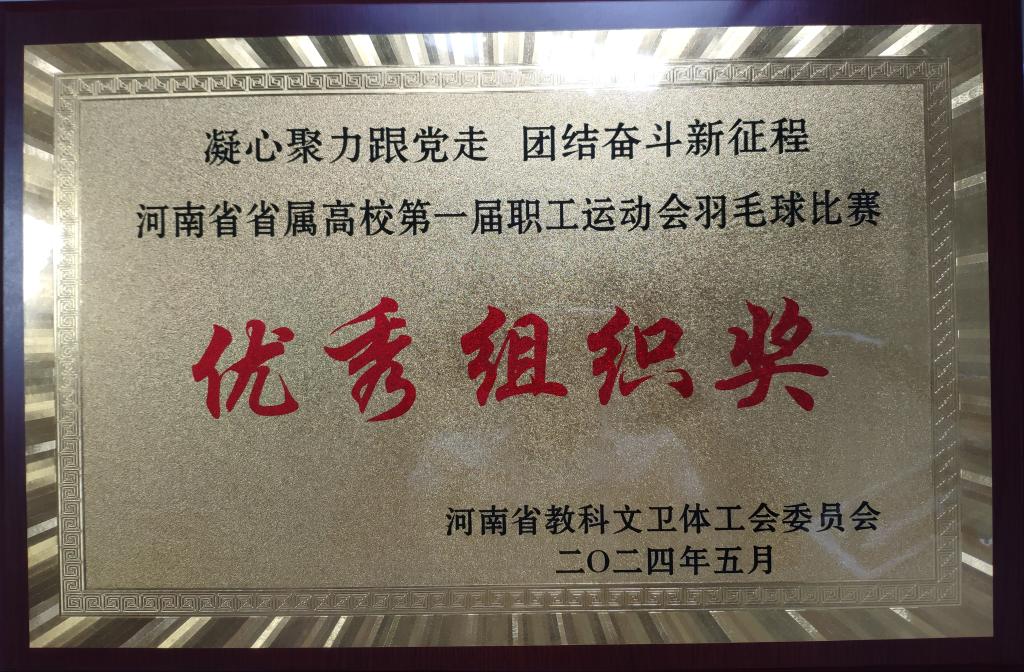 凝心聚力跟党走 团结奋斗新征程
河南省省属高校第一届职工运动会羽毛球比赛
优秀组织奖
河南省教科文卫体工会委员会
二〇二四年五月